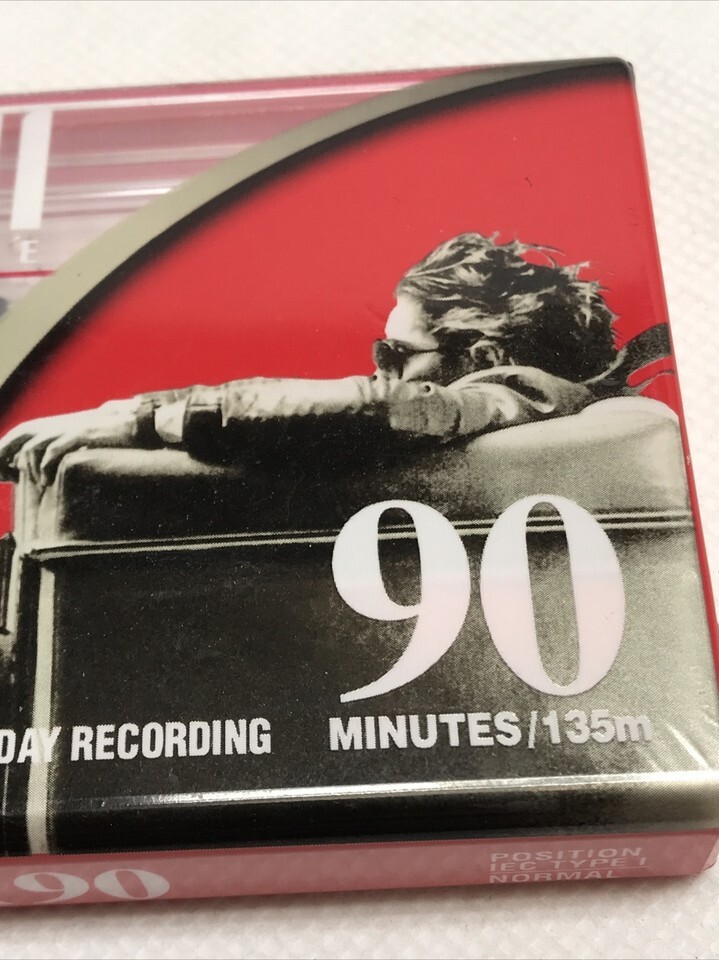 E
90
DAY RECORDING MINUTES/135m
90
POSITION
IEC TYPE I
NORMAL